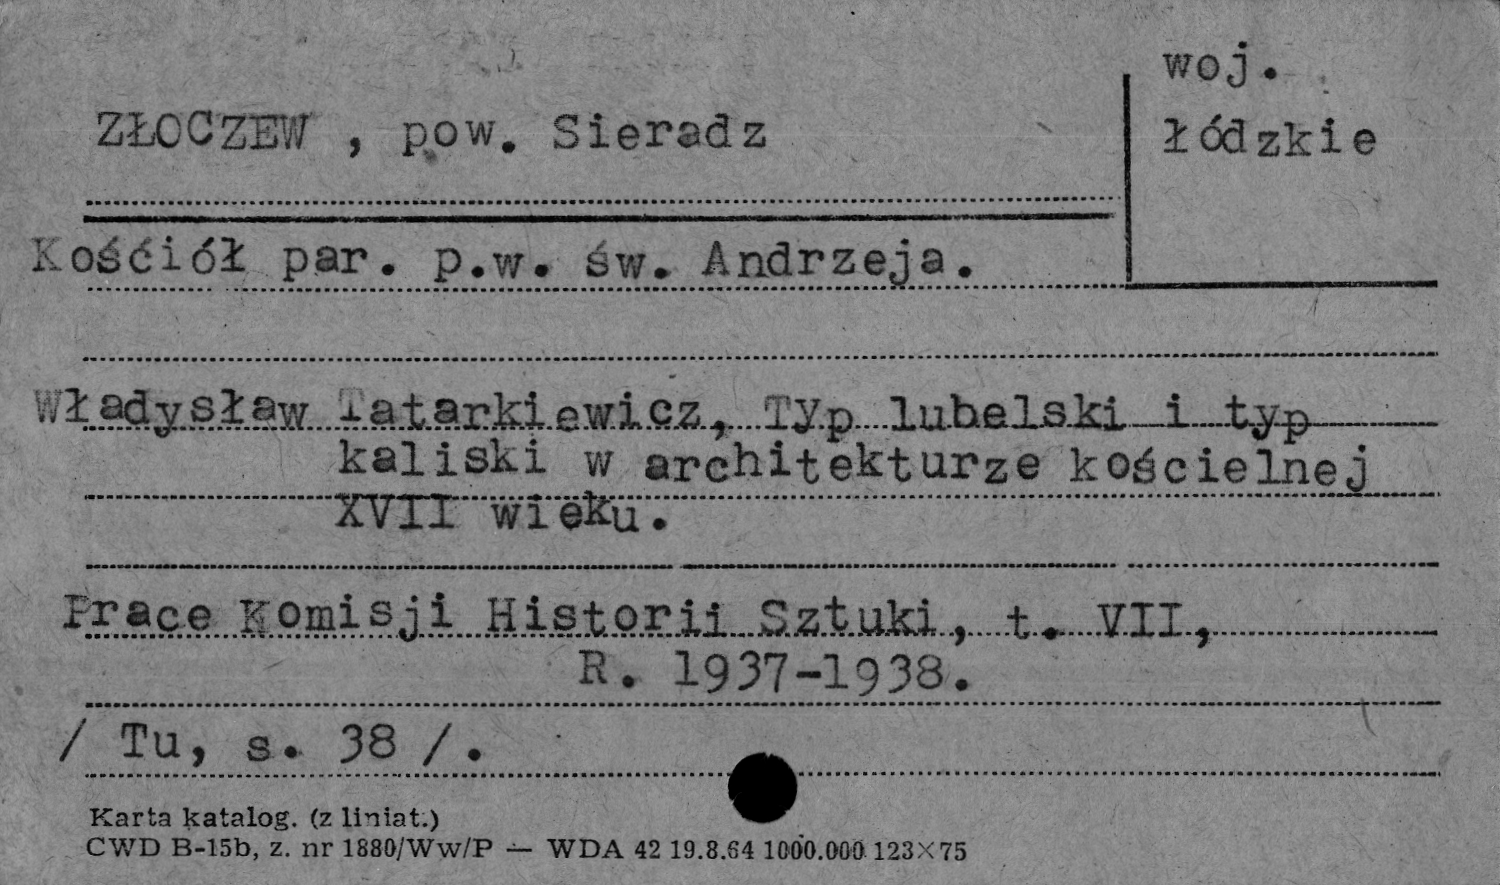 woj.
ZŁOCZEW , pow. Sieradz
łódzkie
Kośćiół par. p.w. św. Andrzeja.
Władysław Tatarkiewicz, Typ lubelski i typ
kaliski w architekturze kościelnej
XVII wieku.
Prace Komisji Historii Sztuki, t. VII,
R. 1937-1938.
/ Tu, s. 38 /.
Karta katalog. (z liniat.)
CWD B-15b, z. nr 1880/Ww/P — WDA 42 19.8.64 1000.000 123×75